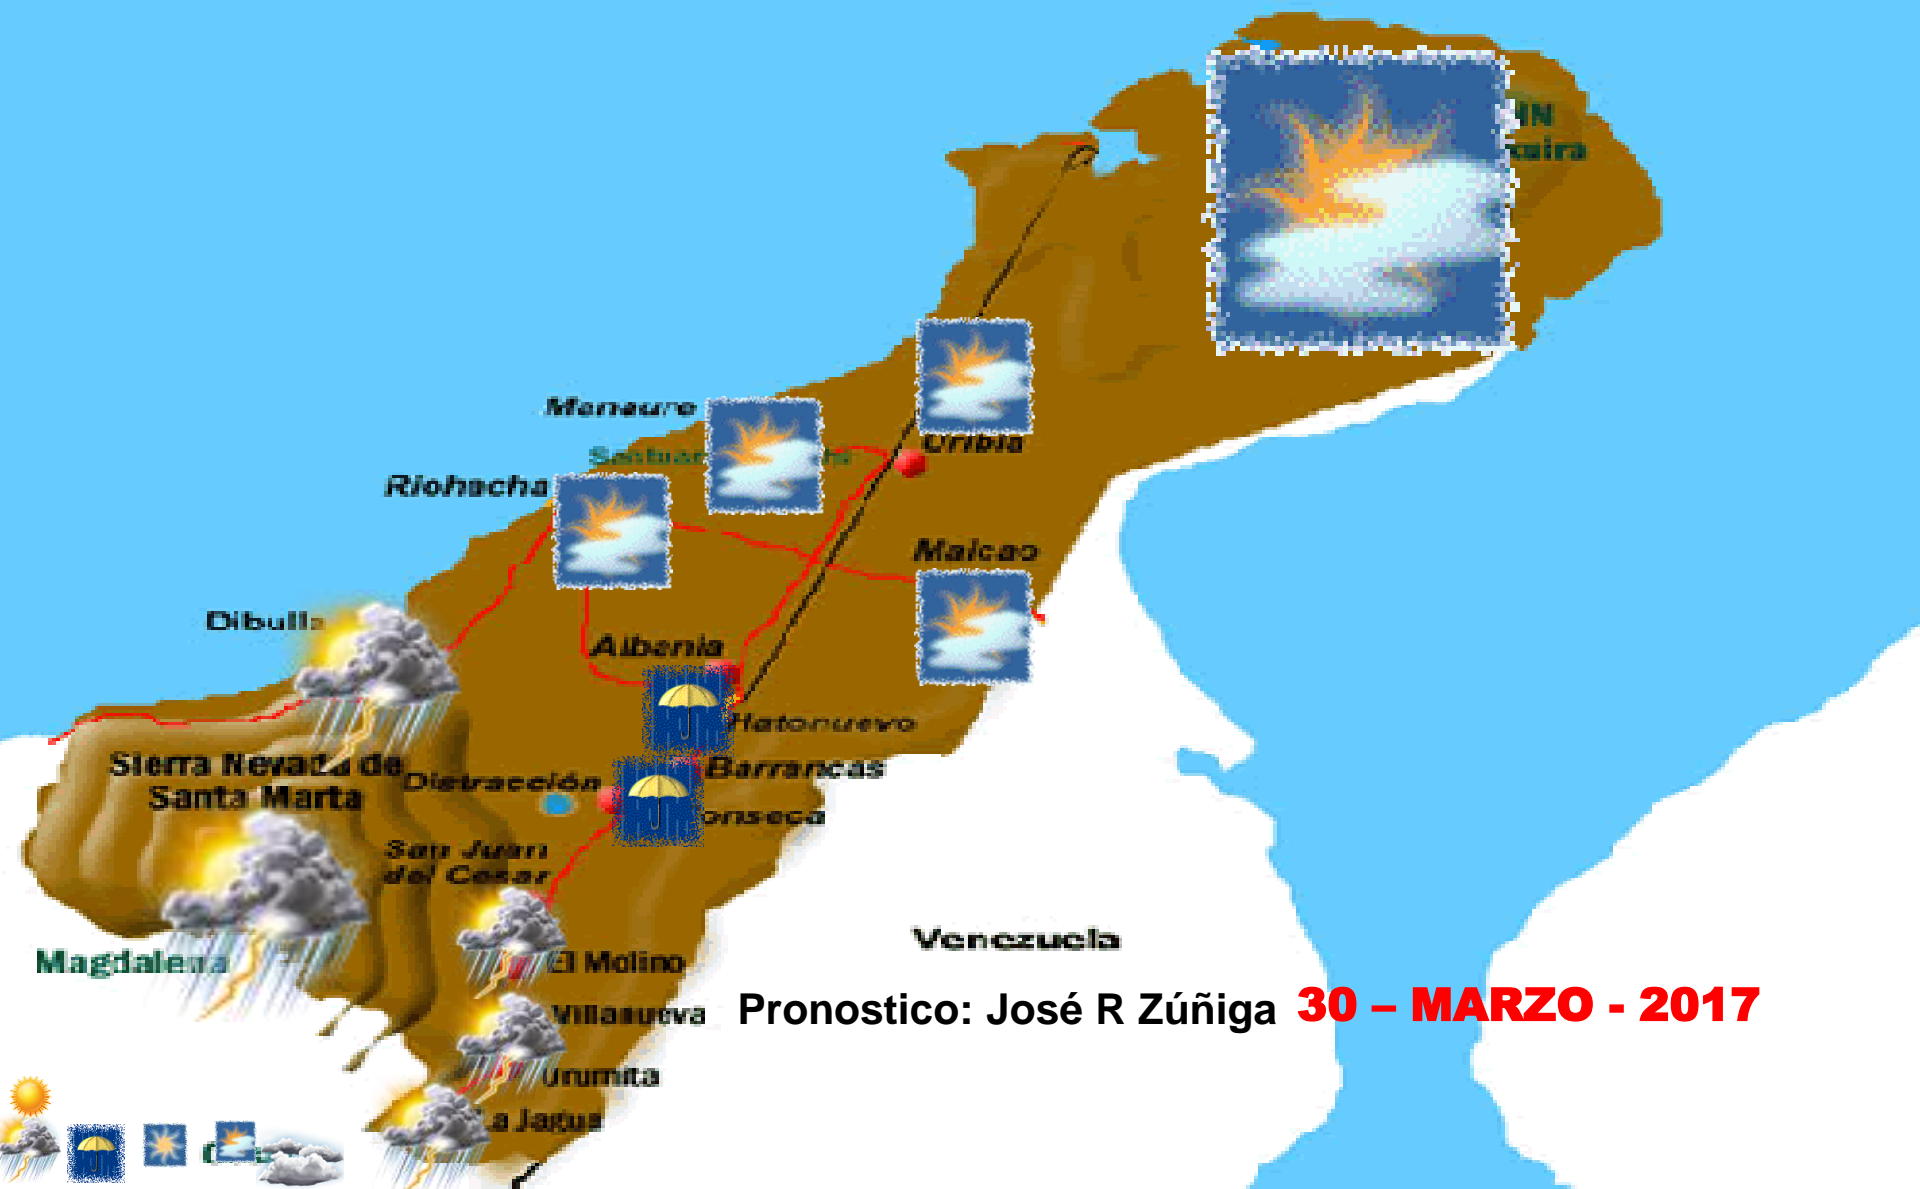 Manaure
Uribia
Riohacha
Maicao
Dibulla
Albania
Hatonuevo
Sierra Nevada de
Santa Marta
Distracción
Barrancas
onseca
San Juan
del Cesar
Venezuela
Magdalena
El Molino
Villanueva
Pronostico: José R Zúñiga 30 – MARZO - 2017
Urumita
La Jagua